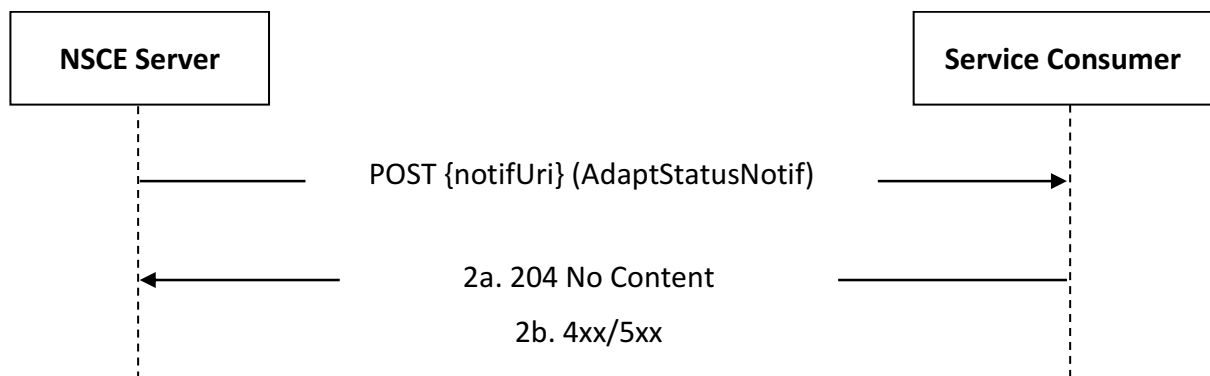 NSCE Server
Service Consumer
POST {notifUri} (AdaptStatusNotif)
2a. 204 No Content
2b. 4xx/5xx